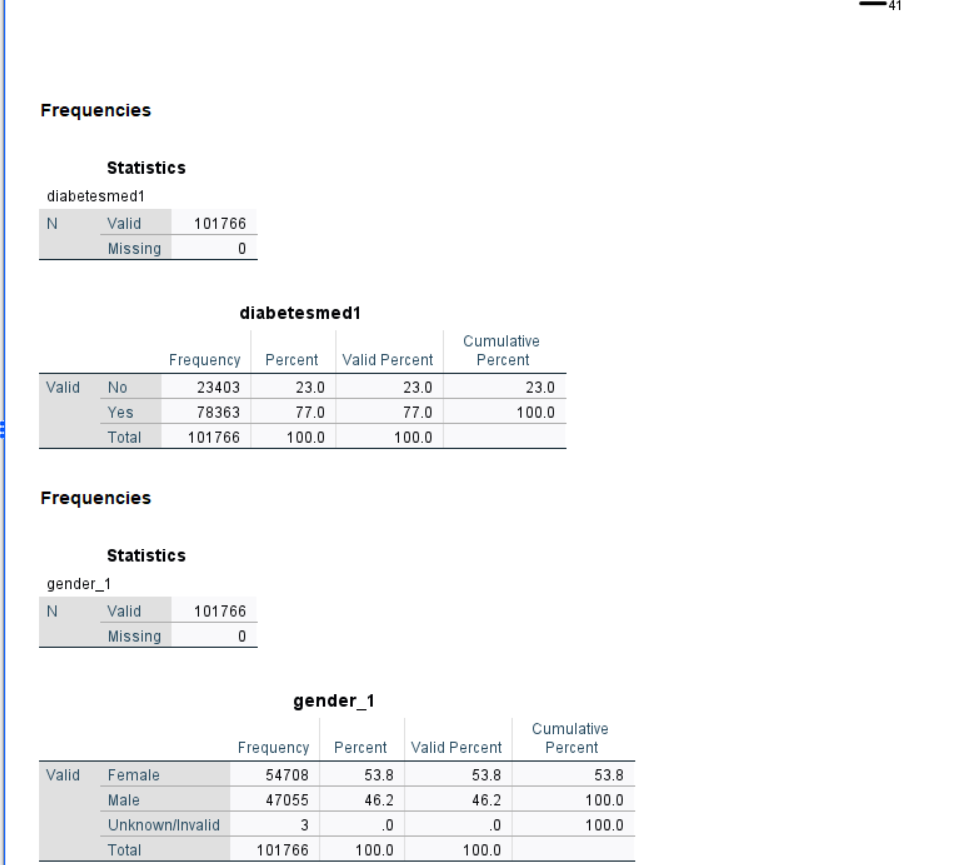 41
Frequencies
Statistics
diabetesmed1
N Valid 101766
Missing 0
diabetesmed1
Cumulative
Frequency Percent Valid Percent Percent
Valid No 23403 23.0 23.0 23.0
Yes 78363 77.0 77.0 100.0
Total 101766 100.0 100.0
Frequencies
Statistics
gender_1
N Valid 101766
Missing 0
gender_1
Cumulative
Frequency Percent Valid Percent Percent
Valid Female 54708 53.8 53.8 53.8
Male 47055 46.2 46.2 100.0
Unknown/Invalid 3 .0 .0 100.0
Total 101766 100.0 100.0